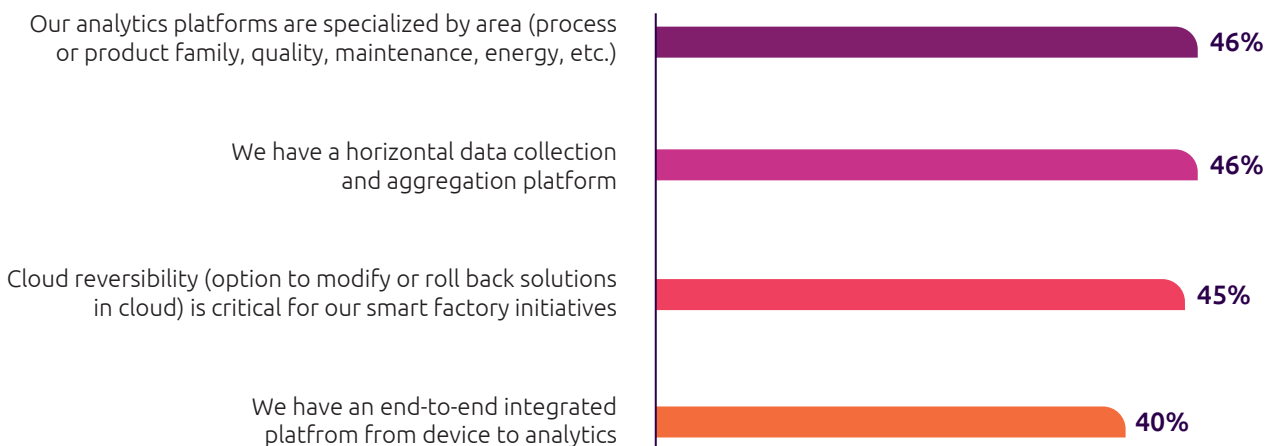 Our analytics platforms are specialized by area (process
or product family, quality, maintenance, energy, etc.)
46%
We have a horizontal data collection
and aggregation platform
46%
Cloud reversibility (option to modify or roll back solutions
in cloud) is critical for our smart factory initiatives
45%
We have an end-to-end integrated
platfrom from device to analytics
40%